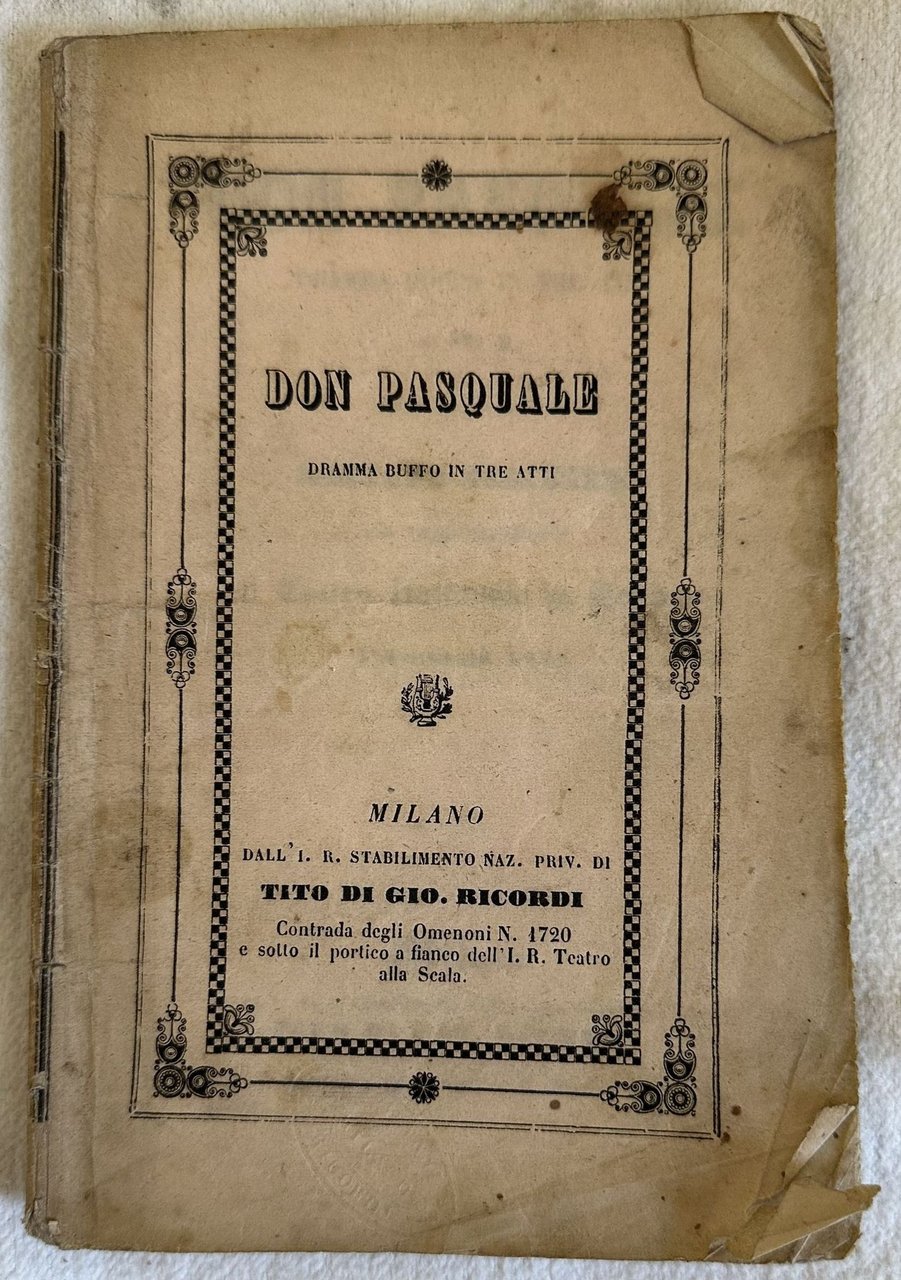 DON PASQUALE
DRAMMA BUFFO IN TRE ATTI
MILANO
DALL'I. R. STABILIMENTO NAZ. PRIV. DI
TITO DI GIO. RICORDI
Contrada degli Omenoni N. 1720
e sotto il portico a fianco dell'I. R. Teatro
alla Scala.